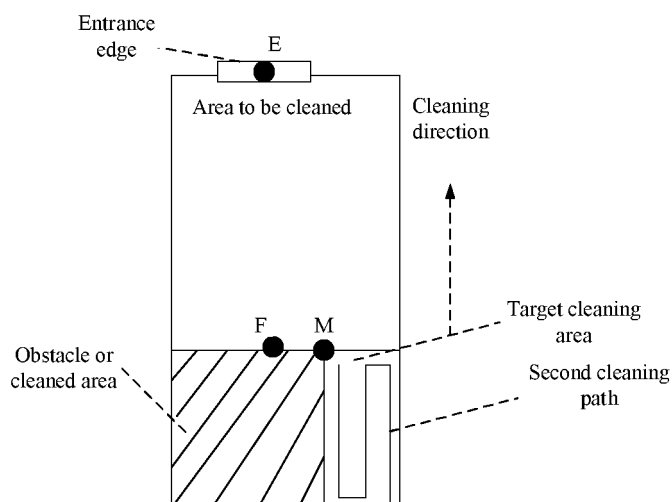 Entrance
edge
E
Area to be cleaned
Cleaning
direction
F
M
Target cleaning
area
Obstacle or
cleaned area
Second cleaning
path